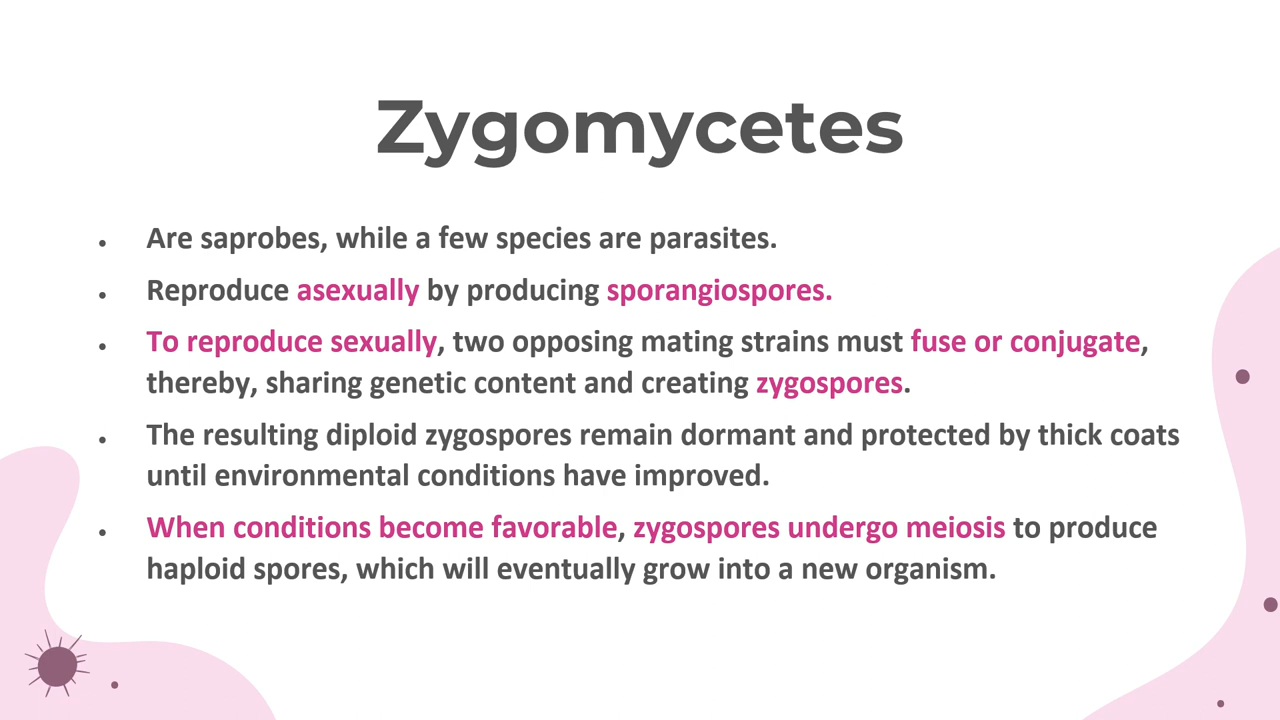 Zygomycetes
• Are saprobes, while a few species are parasites.
• Reproduce asexually by producing sporangiospores.
• To reproduce sexually, two opposing mating strains must fuse or conjugate,
thereby, sharing genetic content and creating zygospores.
• The resulting diploid zygospores remain dormant and protected by thick coats
until environmental conditions have improved.
• When conditions become favorable, zygospores undergo meiosis to produce
haploid spores, which will eventually grow into a new organism.